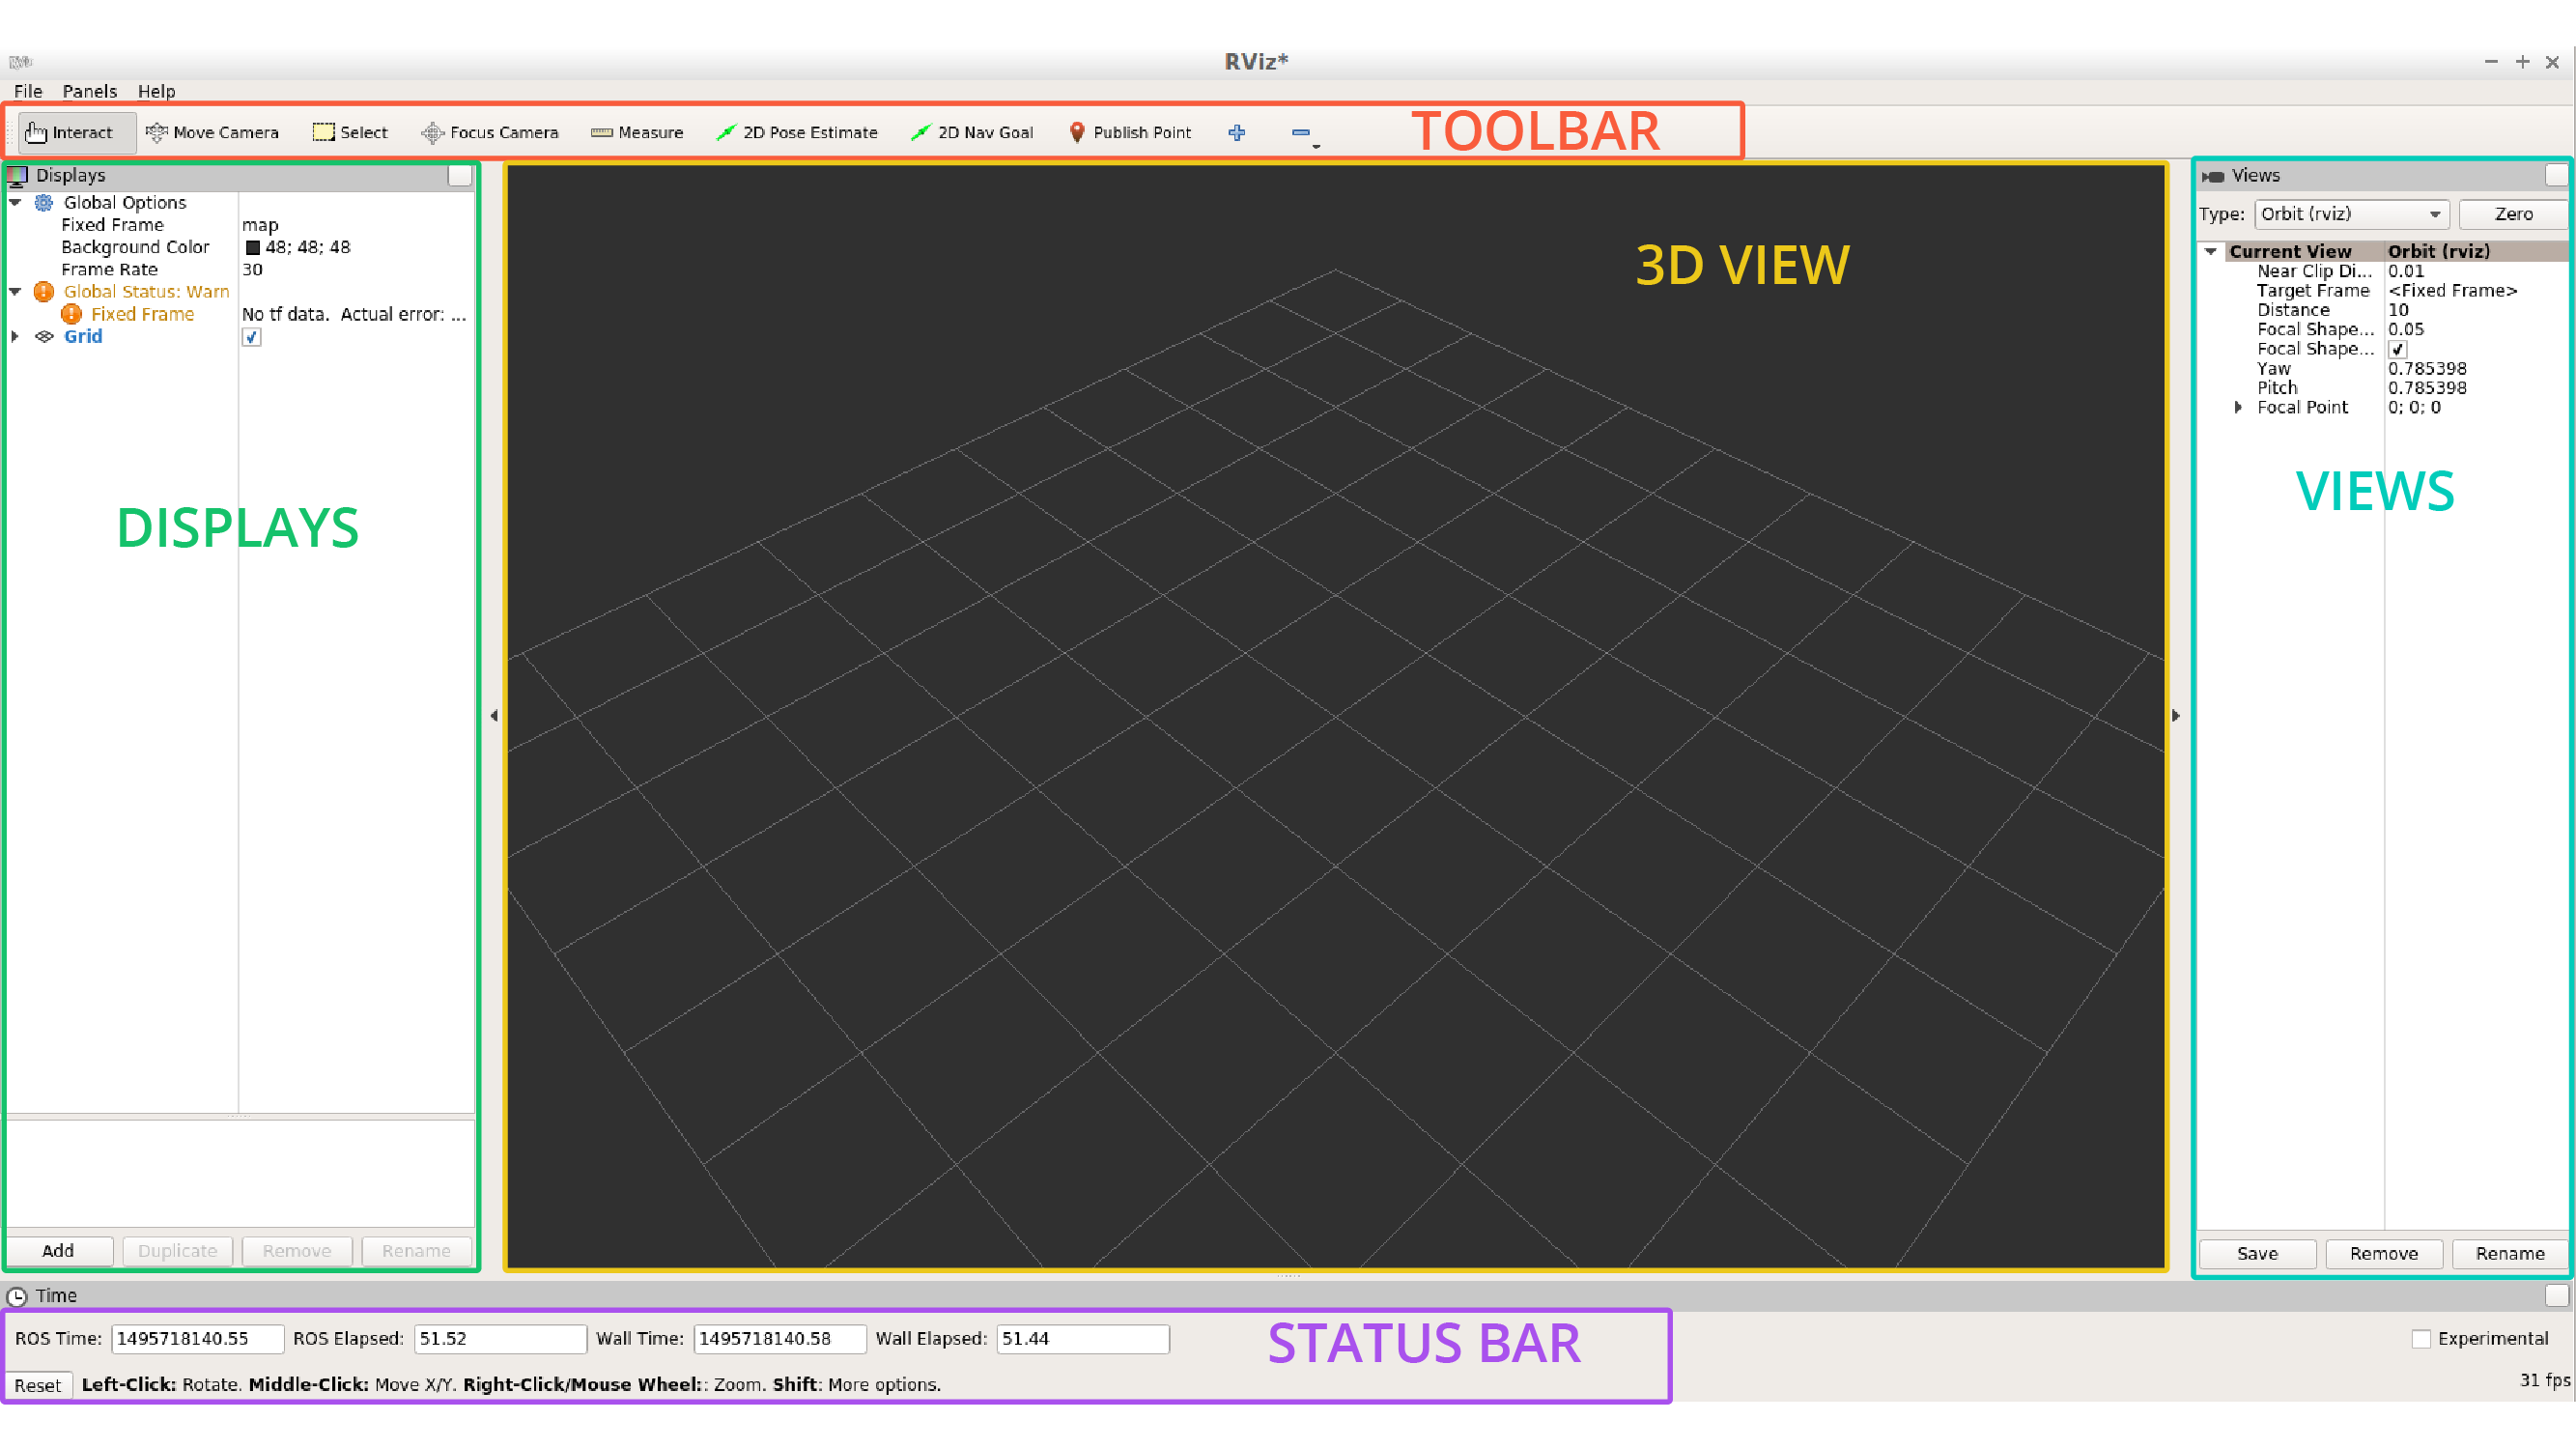 RViz*
File Panels Help
Interact Move Camera Select Focus Camera Measure 2D Pose Estimate 2D Nav Goal Publish Point TOOLBAR
Displays
Global Options
Fixed Frame map
Background Color 48; 48; 48
Frame Rate 30
Global Status: Warn
Fixed Frame No tf data.  Actual error: ...
Grid
DISPLAYS
Add Duplicate Remove Rename
3D VIEW
Views
Type: Orbit (rviz) Zero
Current View Orbit (rviz)
Near Clip Di... 0.01
Target Frame <Fixed Frame>
Distance 10
Focal Shape... 0.05
Focal Shape...
Yaw 0.785398
Pitch 0.785398
Focal Point 0; 0; 0
VIEWS
Save Remove Rename
Time
ROS Time: 1495718140.55 ROS Elapsed: 51.52 Wall Time: 1495718140.58 Wall Elapsed: 51.44 STATUS BAR Experimental
Reset Left-Click: Rotate. Middle-Click: Move X/Y. Right-Click/Mouse Wheel:: Zoom. Shift: More options. 31 fps